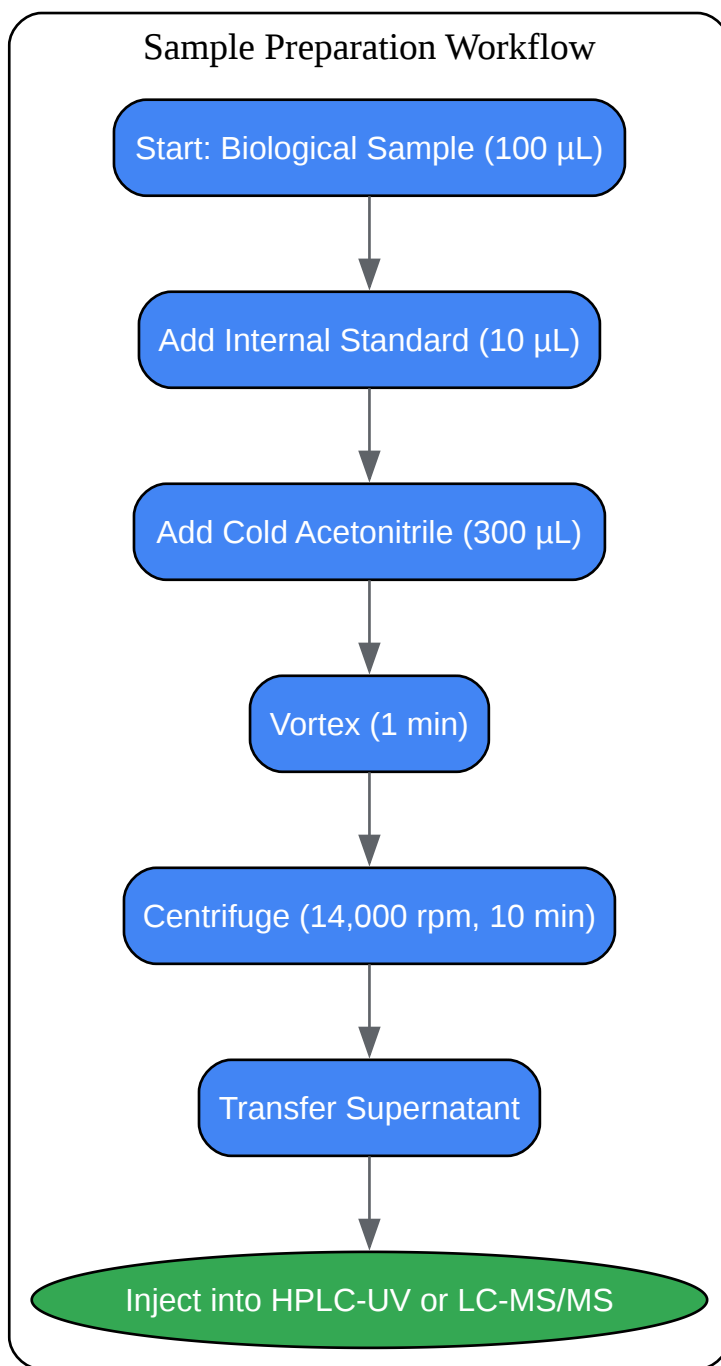 Sample Preparation Workflow
Start: Biological Sample (100 µL)
Add Internal Standard (10 µL)
Add Cold Acetonitrile (300 µL)
Vortex (1 min)
Centrifuge (14,000 rpm, 10 min)
Transfer Supernatant
Inject into HPLC-UV or LC-MS/MS